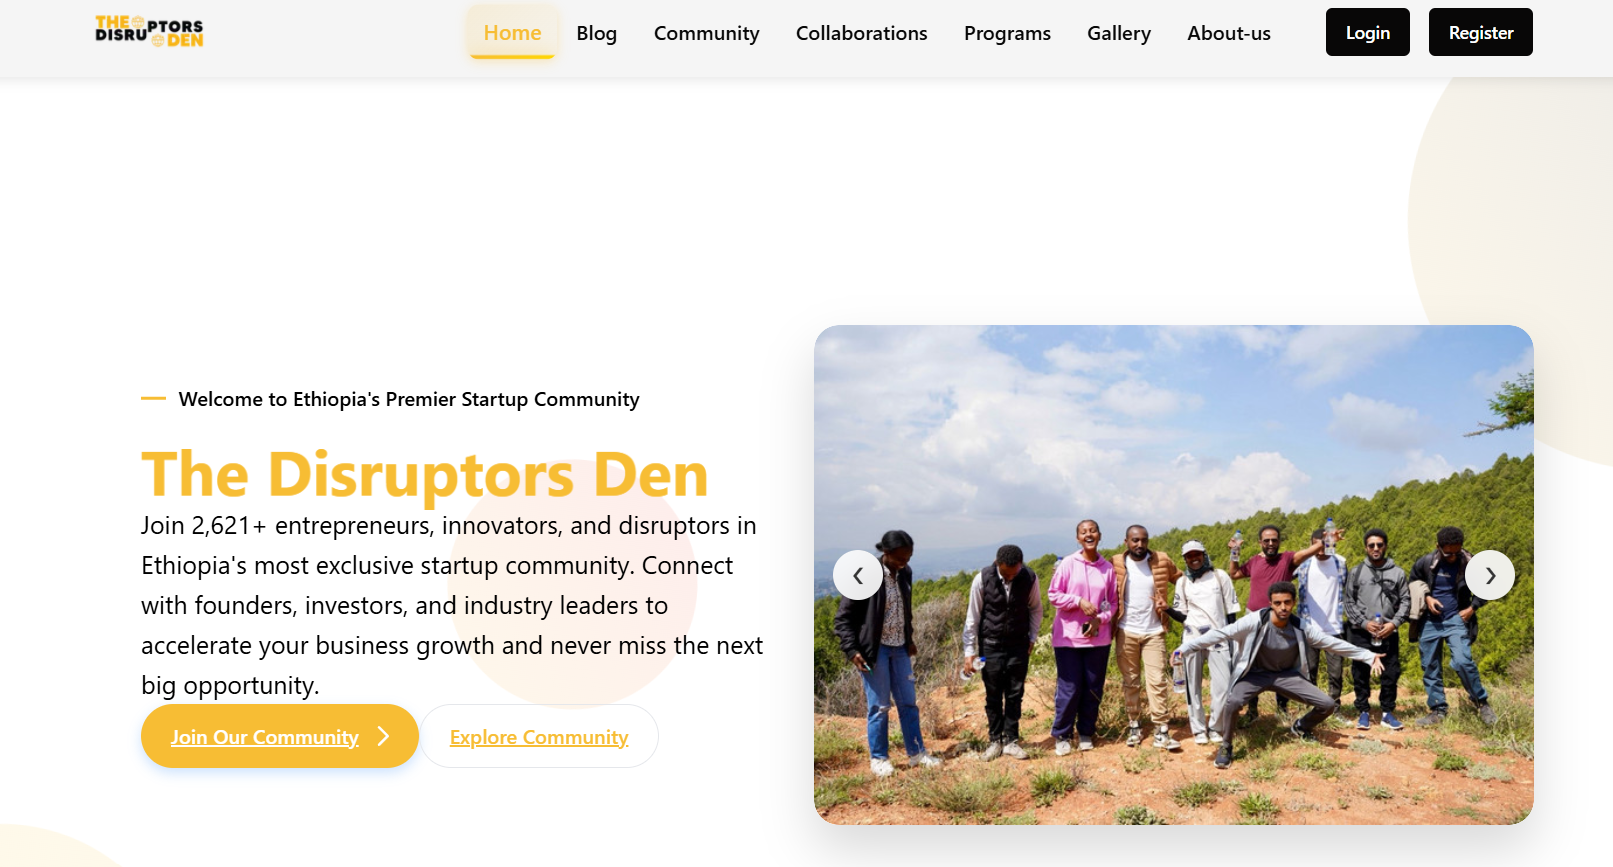 THE PTORS
DISRU DEN
Home Blog Community Collaborations Programs Gallery About-us Login Register
Welcome to Ethiopia's Premier Startup Community
The Disruptors Den
Join 2,621+ entrepreneurs, innovators, and disruptors in
Ethiopia's most exclusive startup community. Connect
with founders, investors, and industry leaders to
accelerate your business growth and never miss the next
big opportunity.
Join Our Community Explore Community